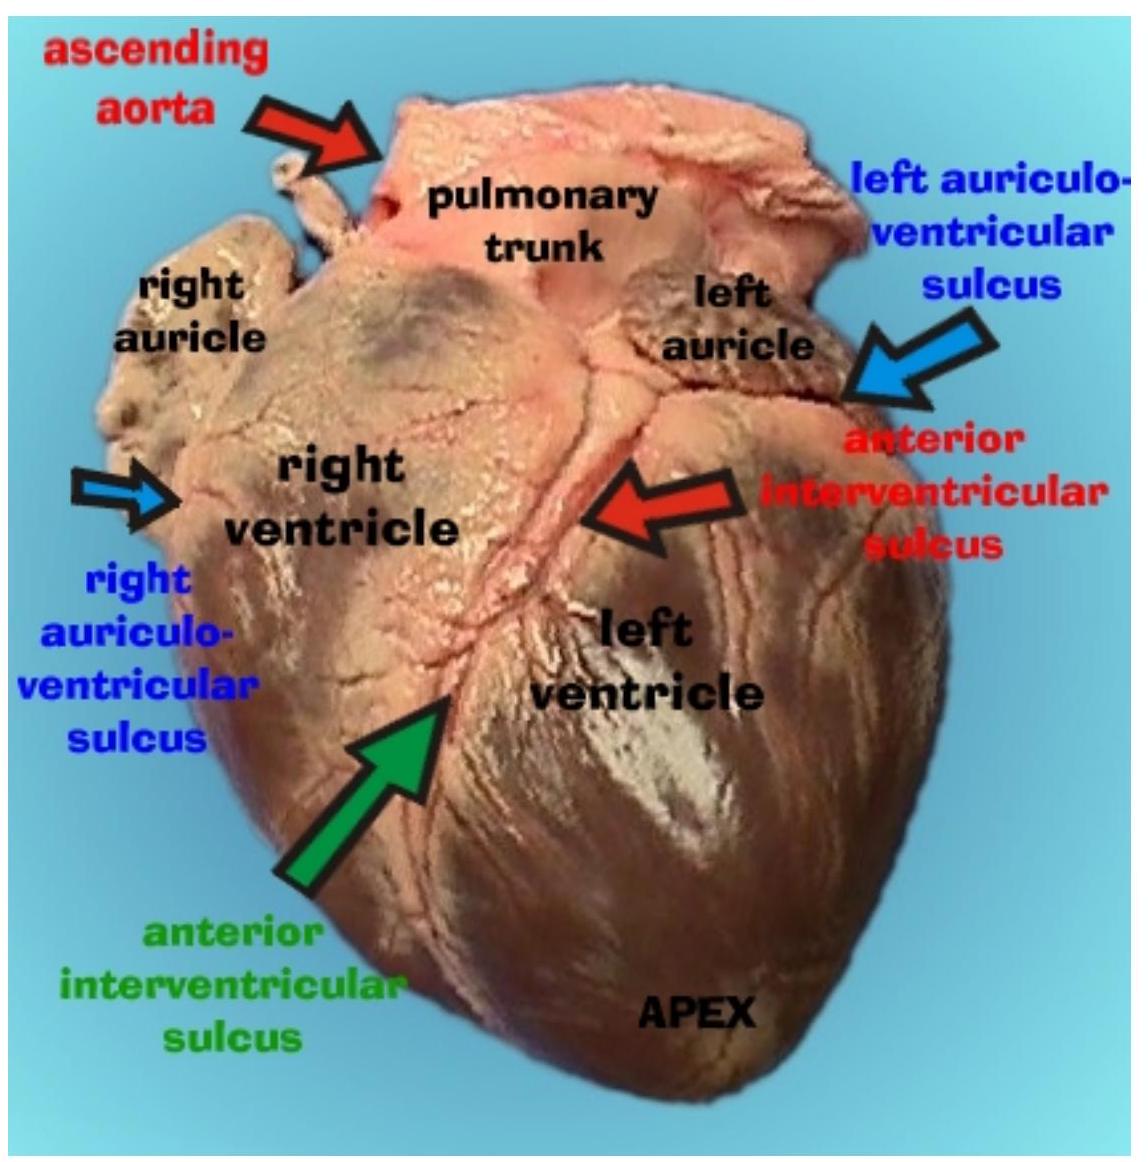 ascending
aorta
pulmonary
trunk
left auriculo-
ventricular
sulcus
right
auricle
left
auricle
anterior
interventricular
sulcus
right
ventricle
right
auriculo-
ventricular
sulcus
left
ventricle
anterior
interventricular
sulcus
APEX